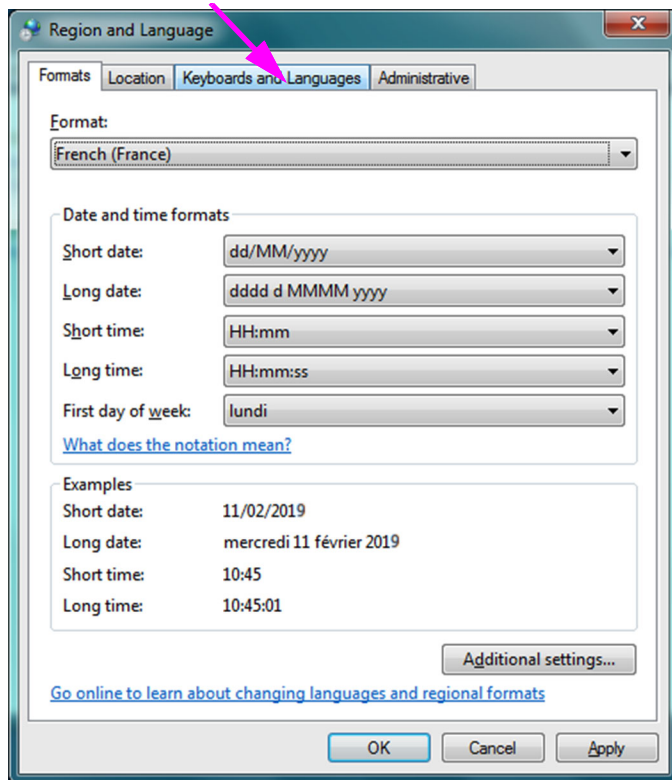 Region and Language
Formats Location Keyboards and Languages Administrative
Format:
French (France)
Date and time formats
Short date: dd/MM/yyyy
Long date: dddd d MMMM yyyy
Short time: HH:mm
Long time: HH:mm:ss
First day of week: lundi
What does the notation mean?
Examples
Short date: 11/02/2019
Long date: mercredi 11 février 2019
Short time: 10:45
Long time: 10:45:01
Additional settings...
Go online to learn about changing languages and regional formats
OK Cancel Apply